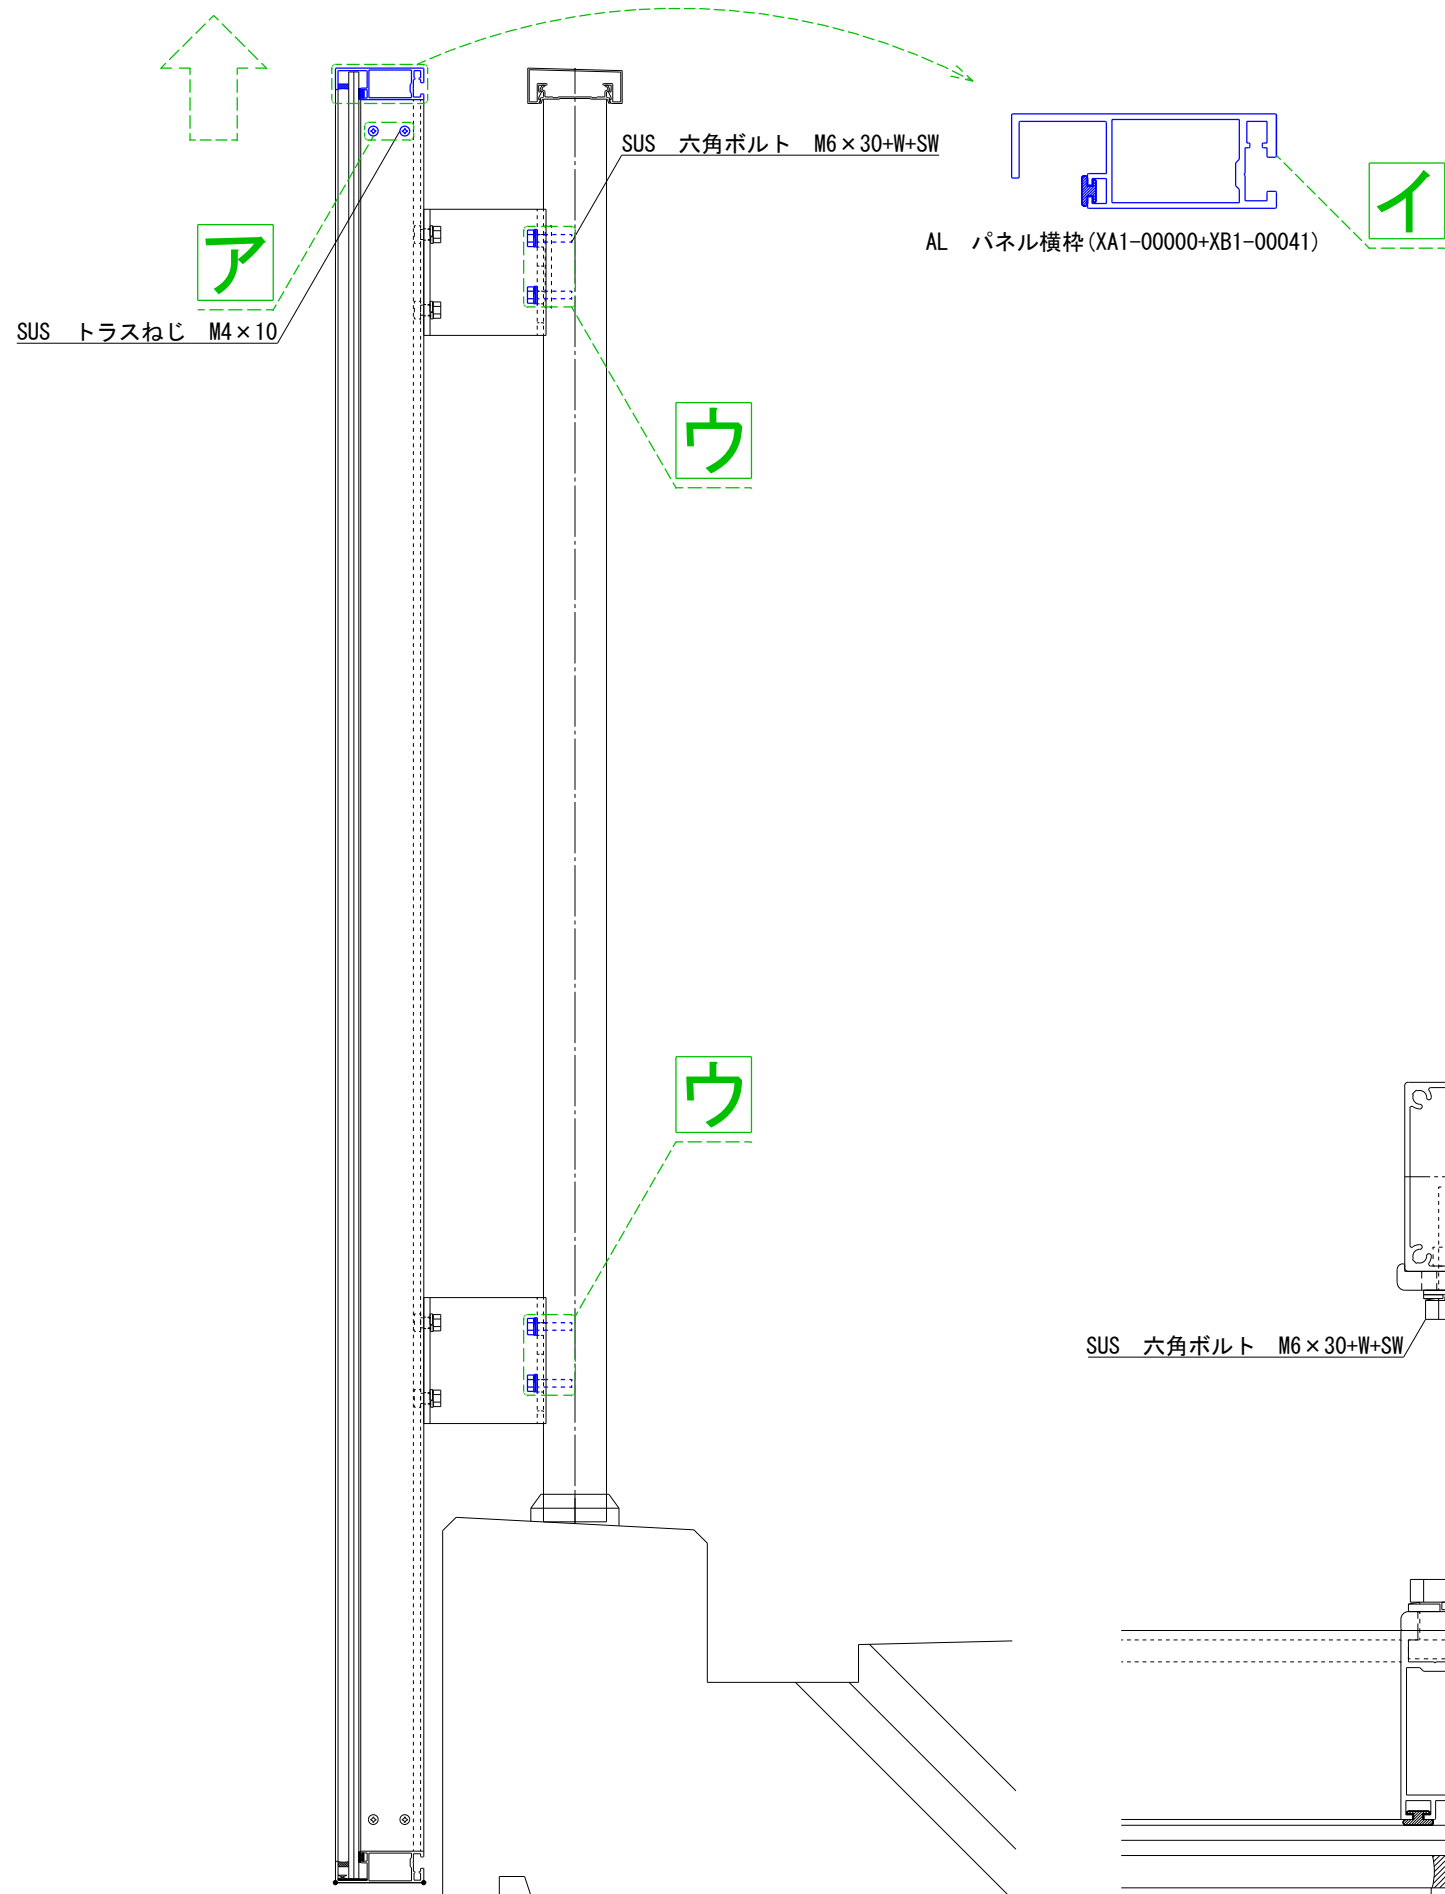 SUS 六角ボルト M6×30+W+SW
イ
ア
AL パネル横枠(XA1-00000+XB1-00041)
SUS トラスねじ M4×10
ウ
ウ
SUS 六角ボルト M6×30+W+SW